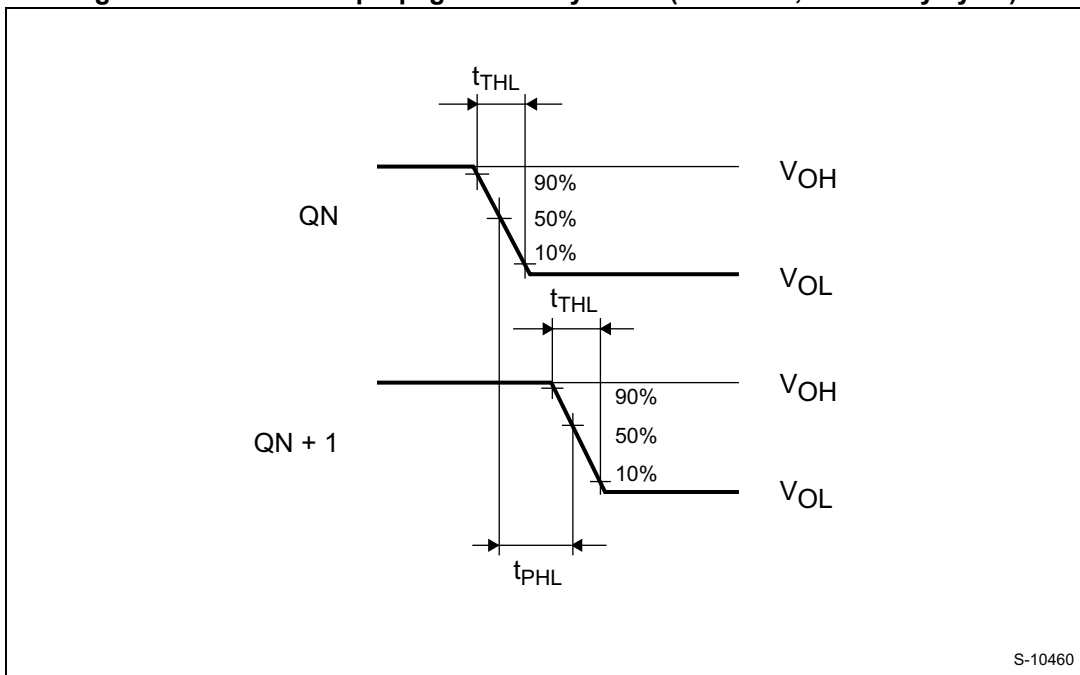 tTHL
VOH
90%
QN
50%
10%
VOL
tTHL
VOH
90%
QN + 1
50%
10%
VOL
tPHL
S-10460